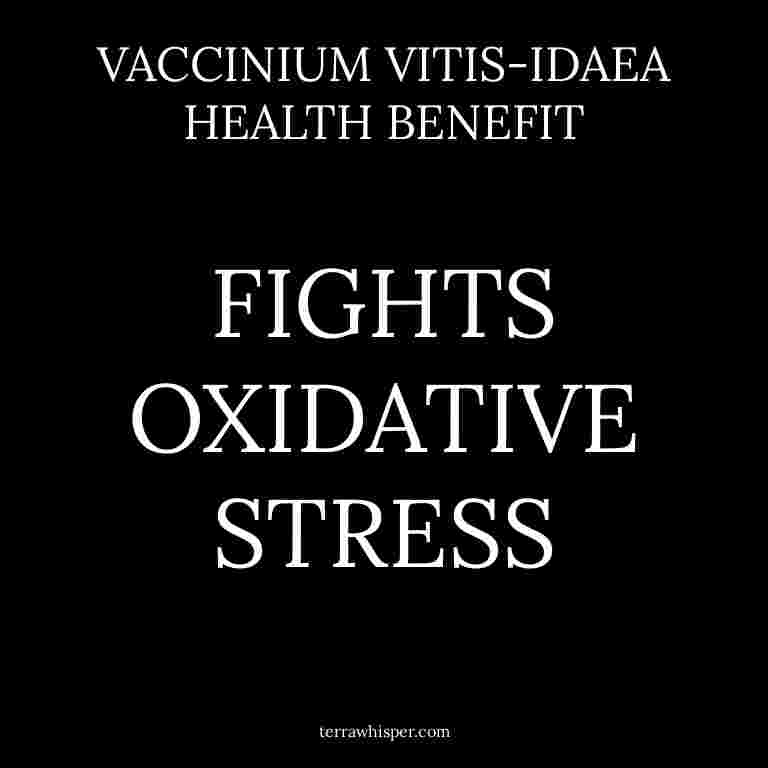 VACCINIUM VITIS-IDAEA
HEALTH BENEFIT
FIGHTS
OXIDATIVE
STRESS
terrawhisper.com